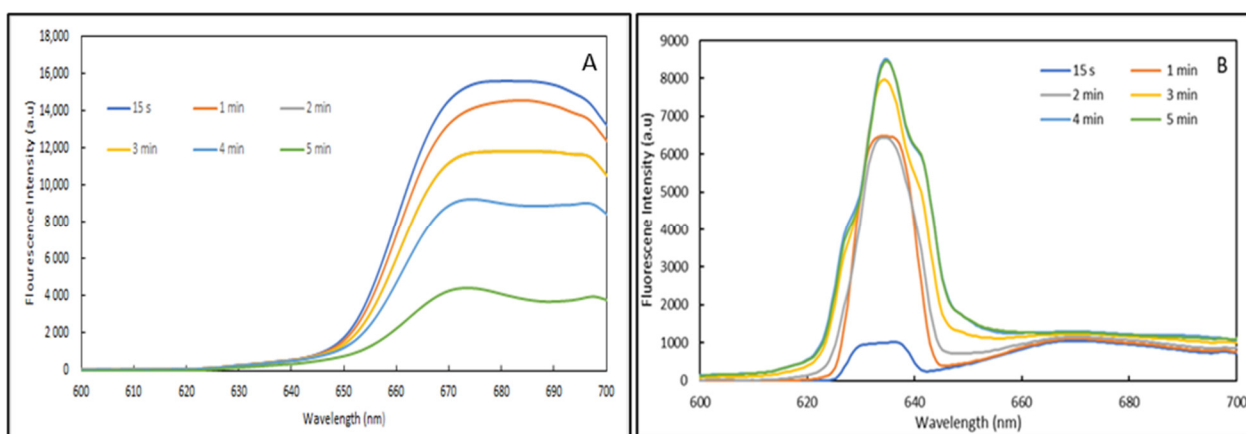 18,000
16,000
14,000
12,000
10,000
8 000
6 000
4 000
2 000
0
Flourescence Intensity (a.u)
A
15 s
1 min
2 min
3 min
4 min
5 min
600
610
620
630
640
650
660
670
680
690
700
Wavelength (nm)
9000
8000
7000
6000
5000
4000
3000
2000
1000
0
Fluorescene Intensity (a.u)
B
15 s
1 min
2 min
3 min
4 min
5 min
600
620
640
660
680
700
Wavelength (nm)